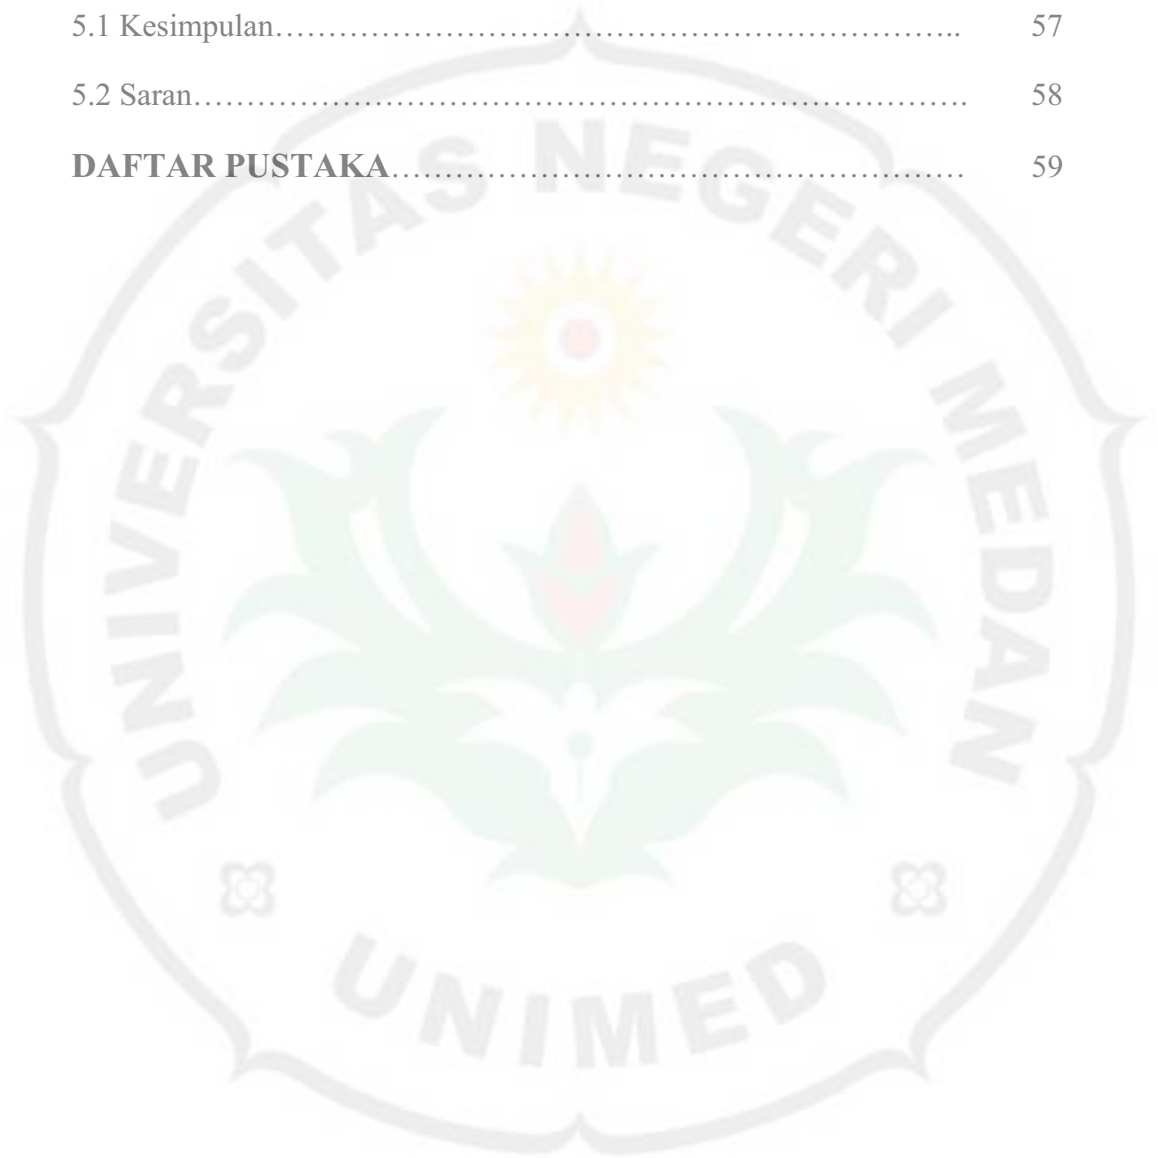 5.1 Kesimpulan………………………………………………………….. 57
5.2 Saran…………………………………………………………………. 58
DAFTAR PUSTAKA……………………………………………… 59
UNIVERSITAS NEGERI MEDAN
UNIMED